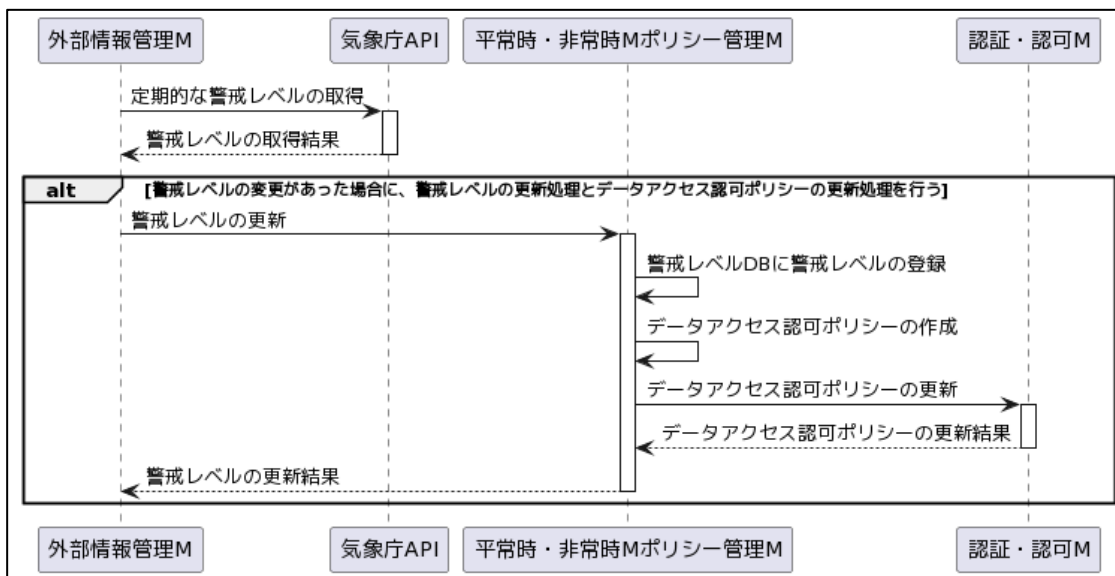 外部情報管理M
気象庁API
平常時・非常時Mポリシー管理M
認証・認可M
定期的な警戒レベルの取得
警戒レベルの取得結果
alt
[警戒レベルの変更があった場合に、警戒レベルの更新処理とデータアクセス認可ポリシーの更新処理を行う]
警戒レベルの更新
警戒レベルDBに警戒レベルの登録
データアクセス認可ポリシーの作成
データアクセス認可ポリシーの更新
データアクセス認可ポリシーの更新結果
警戒レベルの更新結果
外部情報管理M
気象庁API
平常時・非常時Mポリシー管理M
認証・認可M